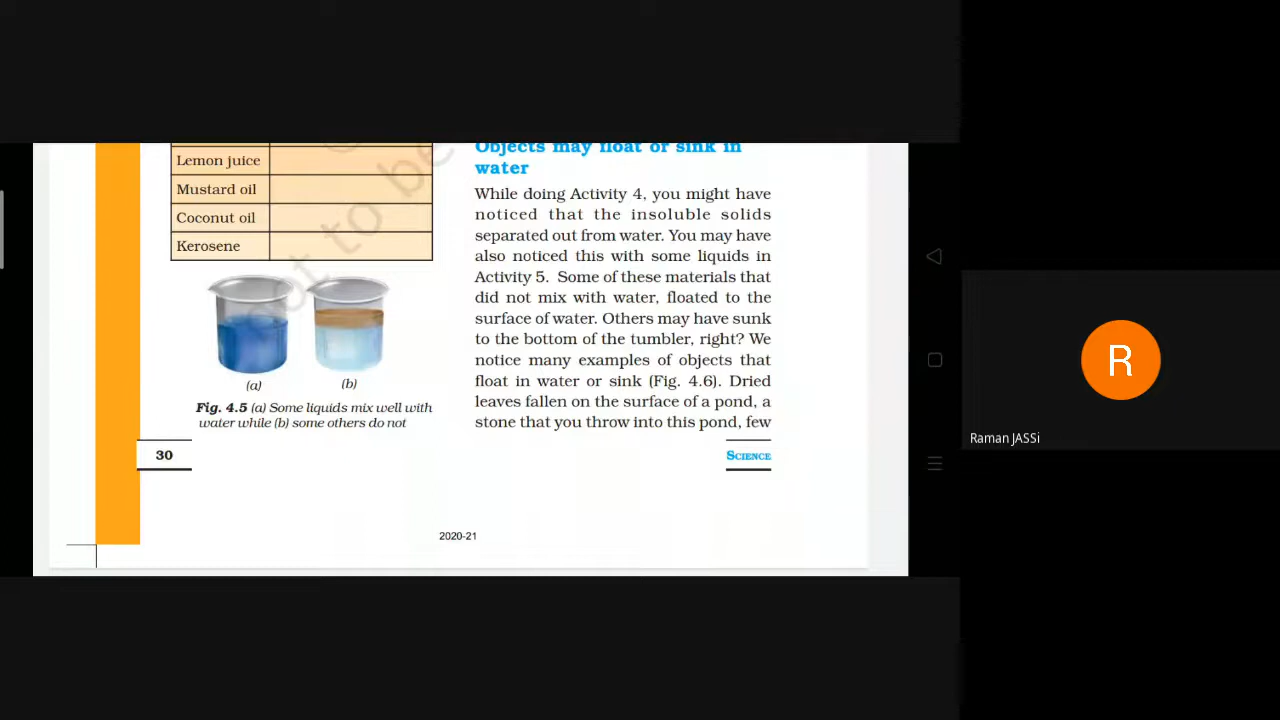 Lemon juice
Mustard oil
Coconut oil
Kerosene
(a)
(b)
Fig. 4.5 (a) Some liquids mix well with
water while (b) some others do not
30
Objects may float or sink in
water
While doing Activity 4, you might have
noticed that the insoluble solids
separated out from water. You may have
also noticed this with some liquids in
Activity 5. Some of these materials that
did not mix with water, floated to the
surface of water. Others may have sunk
to the bottom of the tumbler, right? We
notice many examples of objects that
float in water or sink (Fig. 4.6). Dried
leaves fallen on the surface of a pond, a
stone that you throw into this pond, few
SCIENCE
2020-21
not to be
R
Raman JASSi